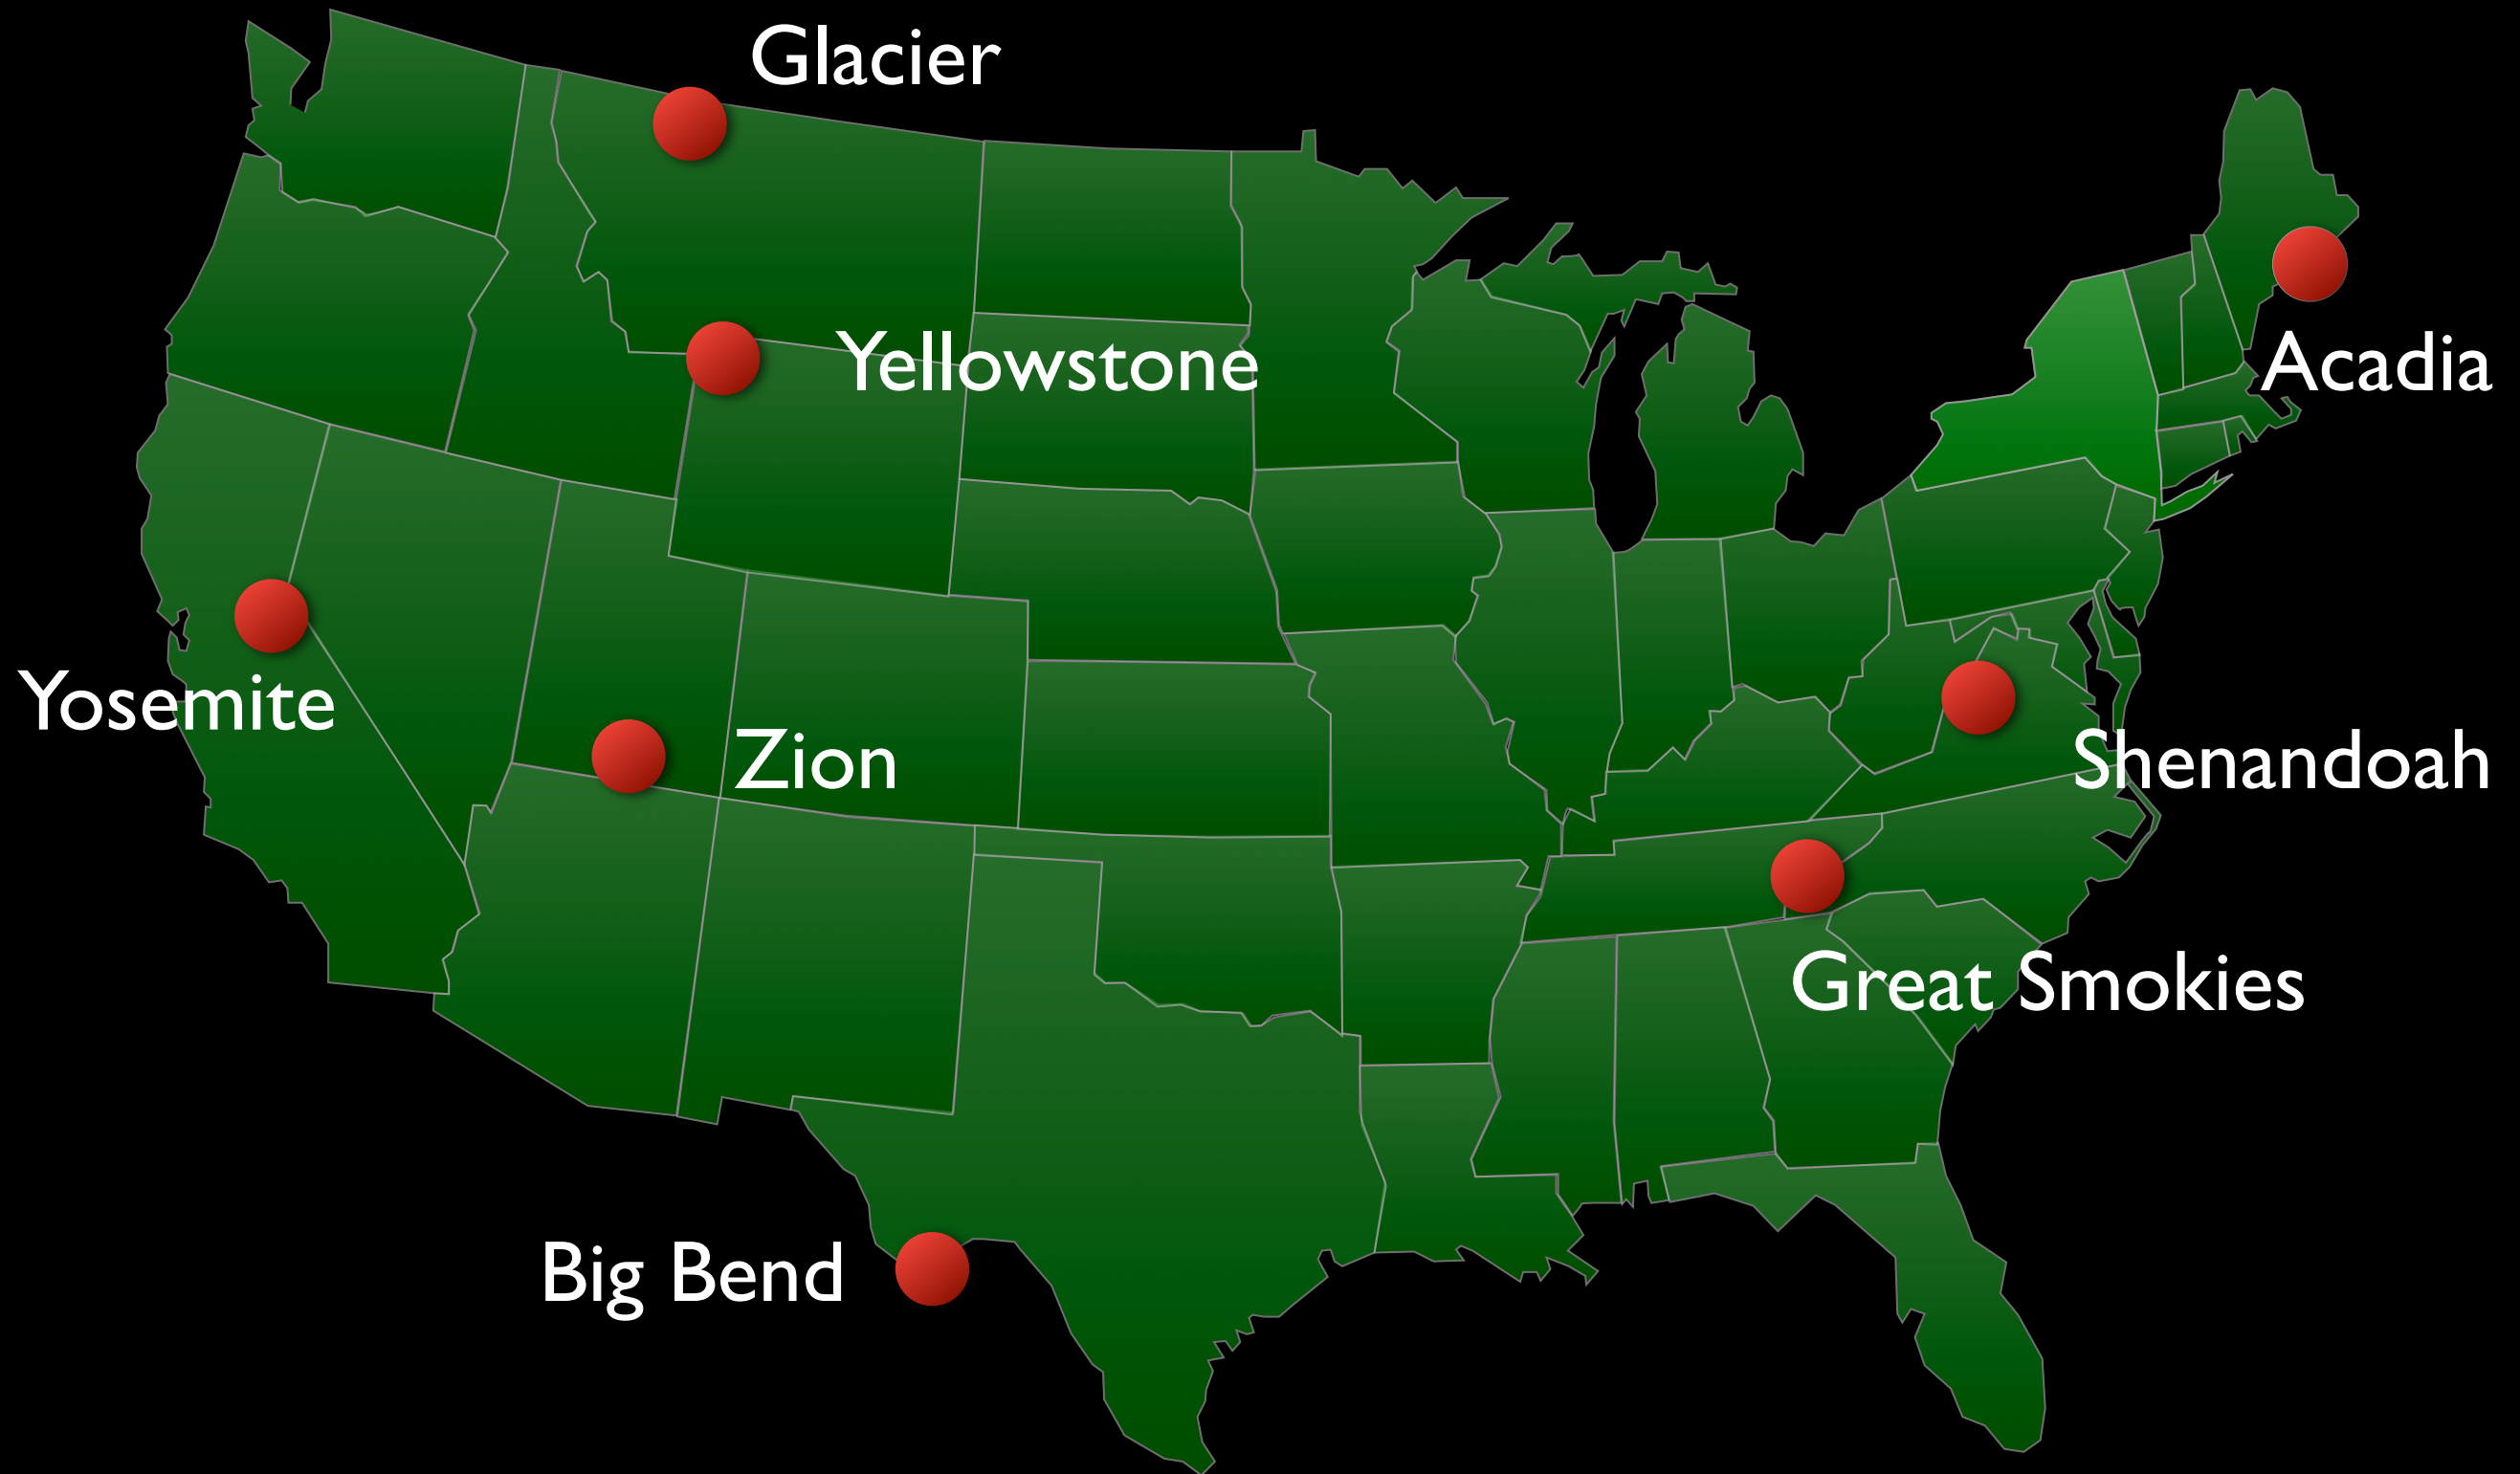 Glacier
Yellowstone
Acadia
Yosemite
Zion
Shenandoah
Great Smokies
Big Bend